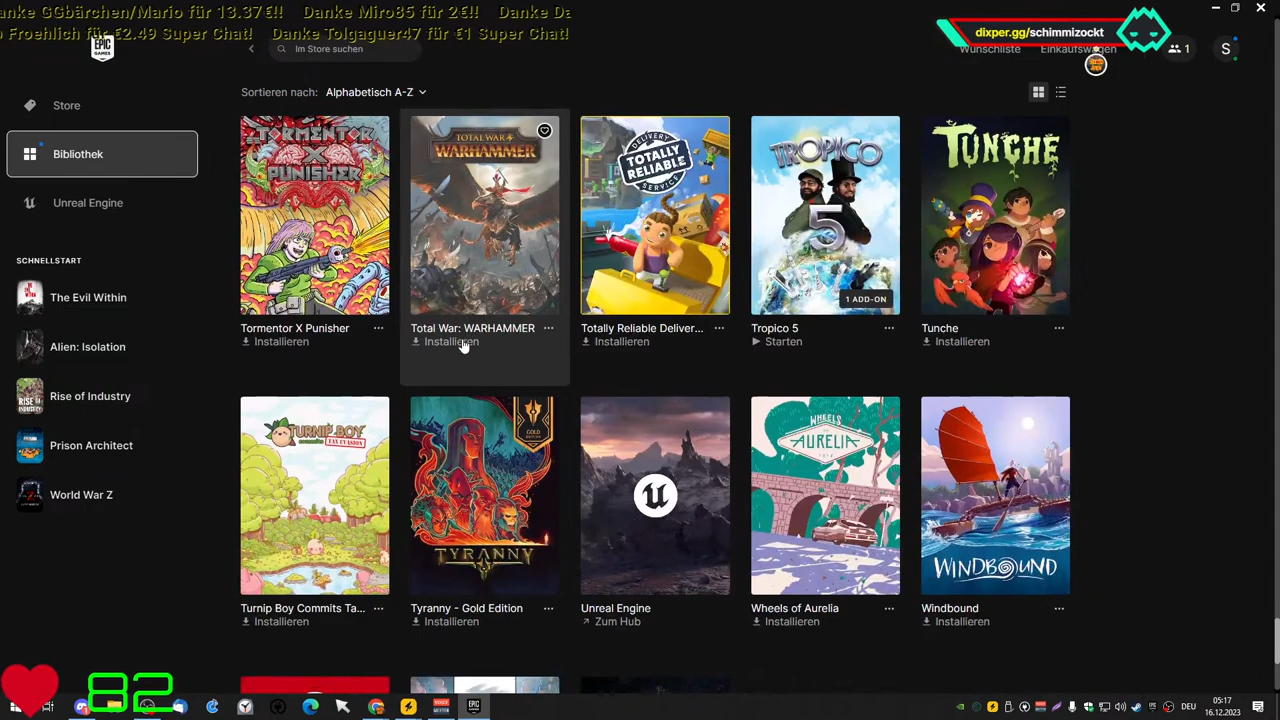 anke GGbärchen/Mario für 13.37€!! Danke Miro85 für 2€!! Danke Da
Froehlich für €2.49 Super Chat! Danke Tolgaguer47 für €1 Super Chat!
dixper.gg/schimmizockt
EPIC GAMES
Im Store suchen
Wunschliste
Einkaufswagen
1
S
Sortieren nach: Alphabetisch A-Z
Store
Bibliothek
Unreal Engine
SCHNELLSTART
The Evil Within
Alien: Isolation
Rise of Industry
Prison Architect
World War Z
TORMENTOR X PUNISHER
TOTAL WAR WARHAMMER
TOTALLY RELIABLE DELIVERY SERVICE
TROPICO 5
1 ADD-ON
TUNCHE
Tormentor X Punisher
Installieren
Total War: WARHAMMER
Installieren
Totally Reliable Deliver...
Installieren
Tropico 5
Starten
Tunche
Installieren
TURNIP BOY commits TAX EVASION
GOLD EDITION
TYRANNY
WHEELS OF AURELIA
WINDBOUND
Turnip Boy Commits Ta...
Installieren
Tyranny - Gold Edition
Installieren
Unreal Engine
Zum Hub
Wheels of Aurelia
Installieren
Windbound
Installieren
82
DEU
05:17
16.12.2023